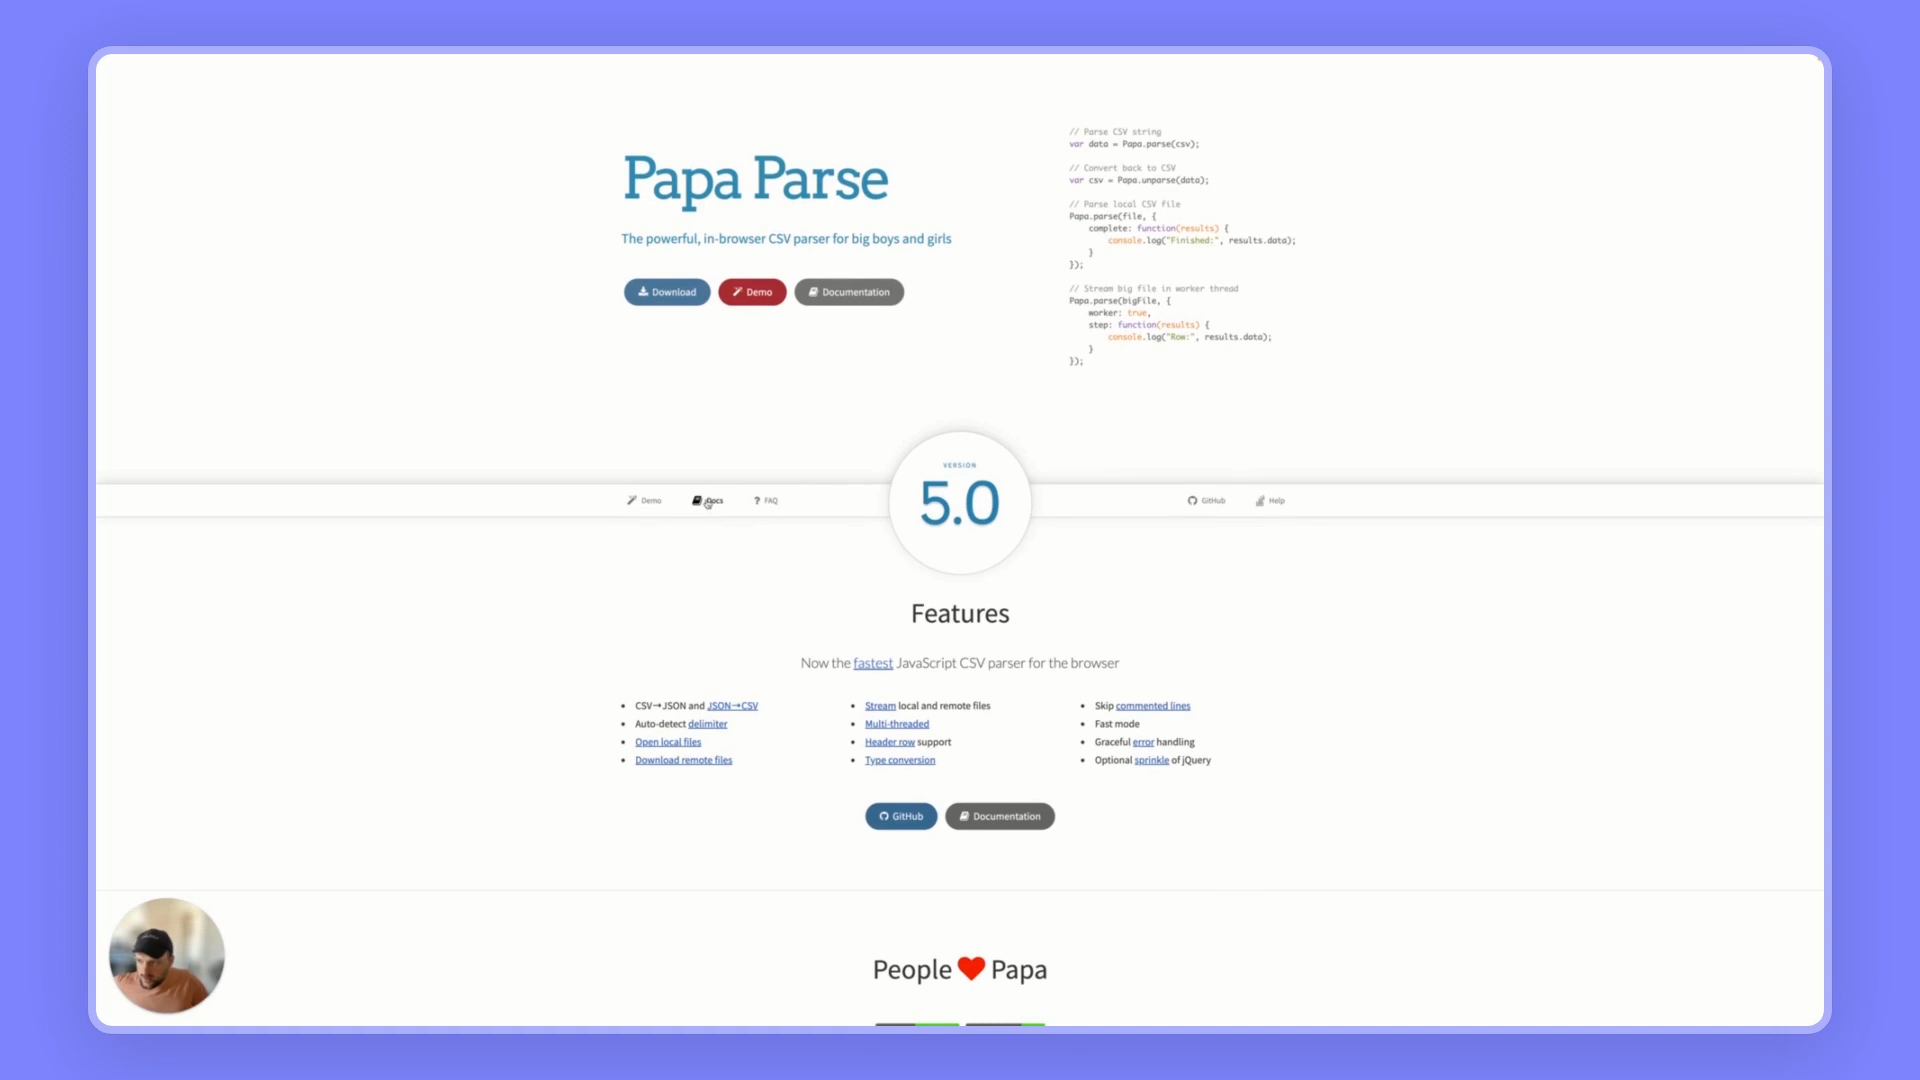 Papa Parse
The powerful, in-browser CSV parser for big boys and girls
Download
Demo
Documentation
// Parse CSV string
var data = Papa.parse(csv);
// Convert back to CSV
var csv = Papa.unparse(data);
// Parse local CSV file
Papa.parse(file, {
complete: function(results) {
console.log("Finished:", results.data);
}
});
// Stream big file in worker thread
Papa.parse(bigFile, {
worker: true,
step: function(results) {
console.log("Row:", results.data);
}
});
Demo
Docs
? FAQ
VERSION
5.0
GitHub
Help
Features
Now the fastest JavaScript CSV parser for the browser
• CSV→JSON and JSON→CSV
• Auto-detect delimiter
• Open local files
• Download remote files
• Stream local and remote files
• Multi-threaded
• Header row support
• Type conversion
• Skip commented lines
• Fast mode
• Graceful error handling
• Optional sprinkle of jQuery
GitHub
Documentation
People ❤ Papa